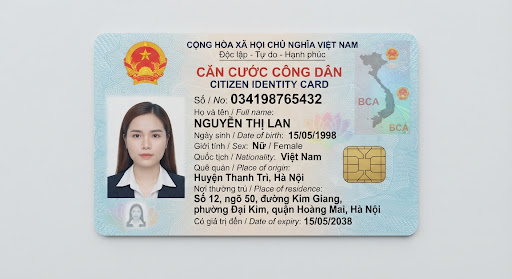 CỘNG HÒA XÃ HỘI CHỦ NGHĨA VIỆT NAM
Độc lập - Tự do - Hạnh phúc
CĂN CƯỚC CÔNG DÂN
CITIZEN IDENTITY CARD
Số / No: 034198765432
Họ và tên / Full name:
NGUYỄN THỊ LAN
Ngày sinh / Date of birth: 15/05/1998
Giới tính / Sex: Nữ / Female
Quốc tịch / Nationality: Việt Nam
Quê quán / Place of origin:
Huyện Thanh Trì, Hà Nội
Nơi thường trú / Place of residence:
Số 12, ngõ 50, đường Kim Giang,
phường Đại Kim, quận Hoàng Mai, Hà Nội
Có giá trị đến / Date of expiry: 15/05/2038
BCA
BCA